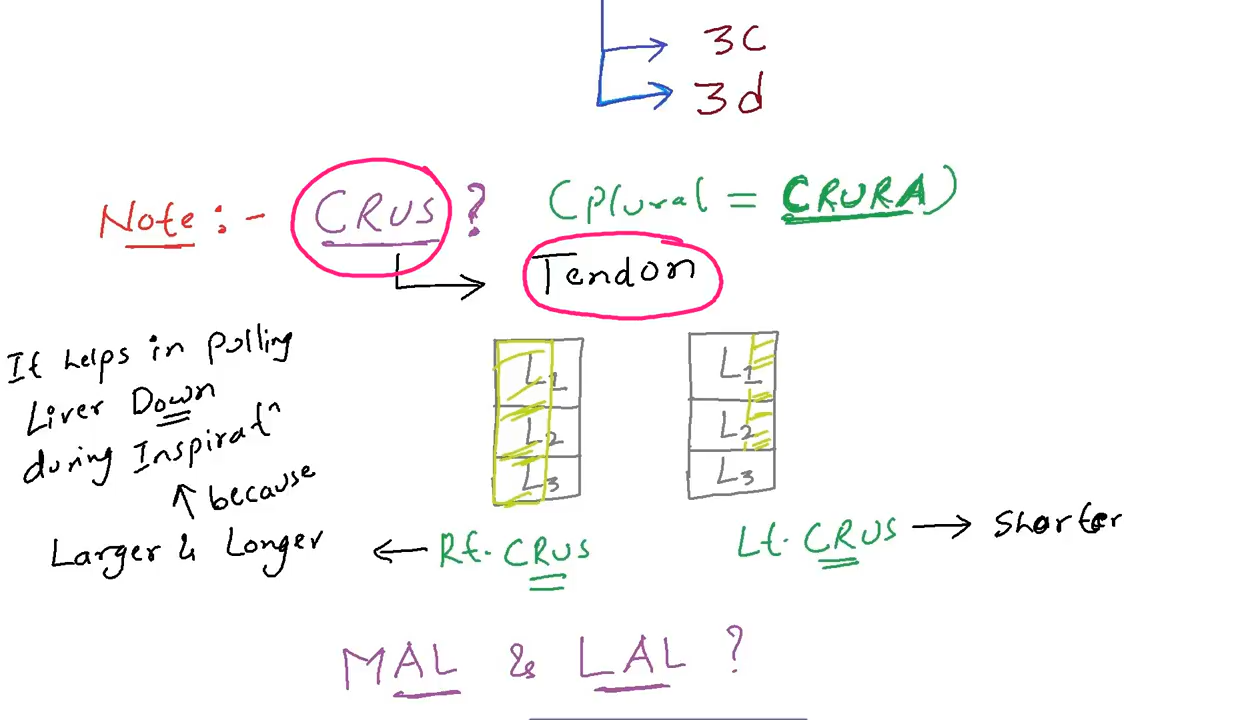 3c
3d
Note :- CRUS ? (Plural = CRURA)
Tendon
It helps in pulling
Liver Down
during Inspiratⁿ
because
Larger & Longer
L1
L2
L3
Rt. CRUS
L1
L2
L3
Lt. CRUS
Shorter
MAL & LAL ?